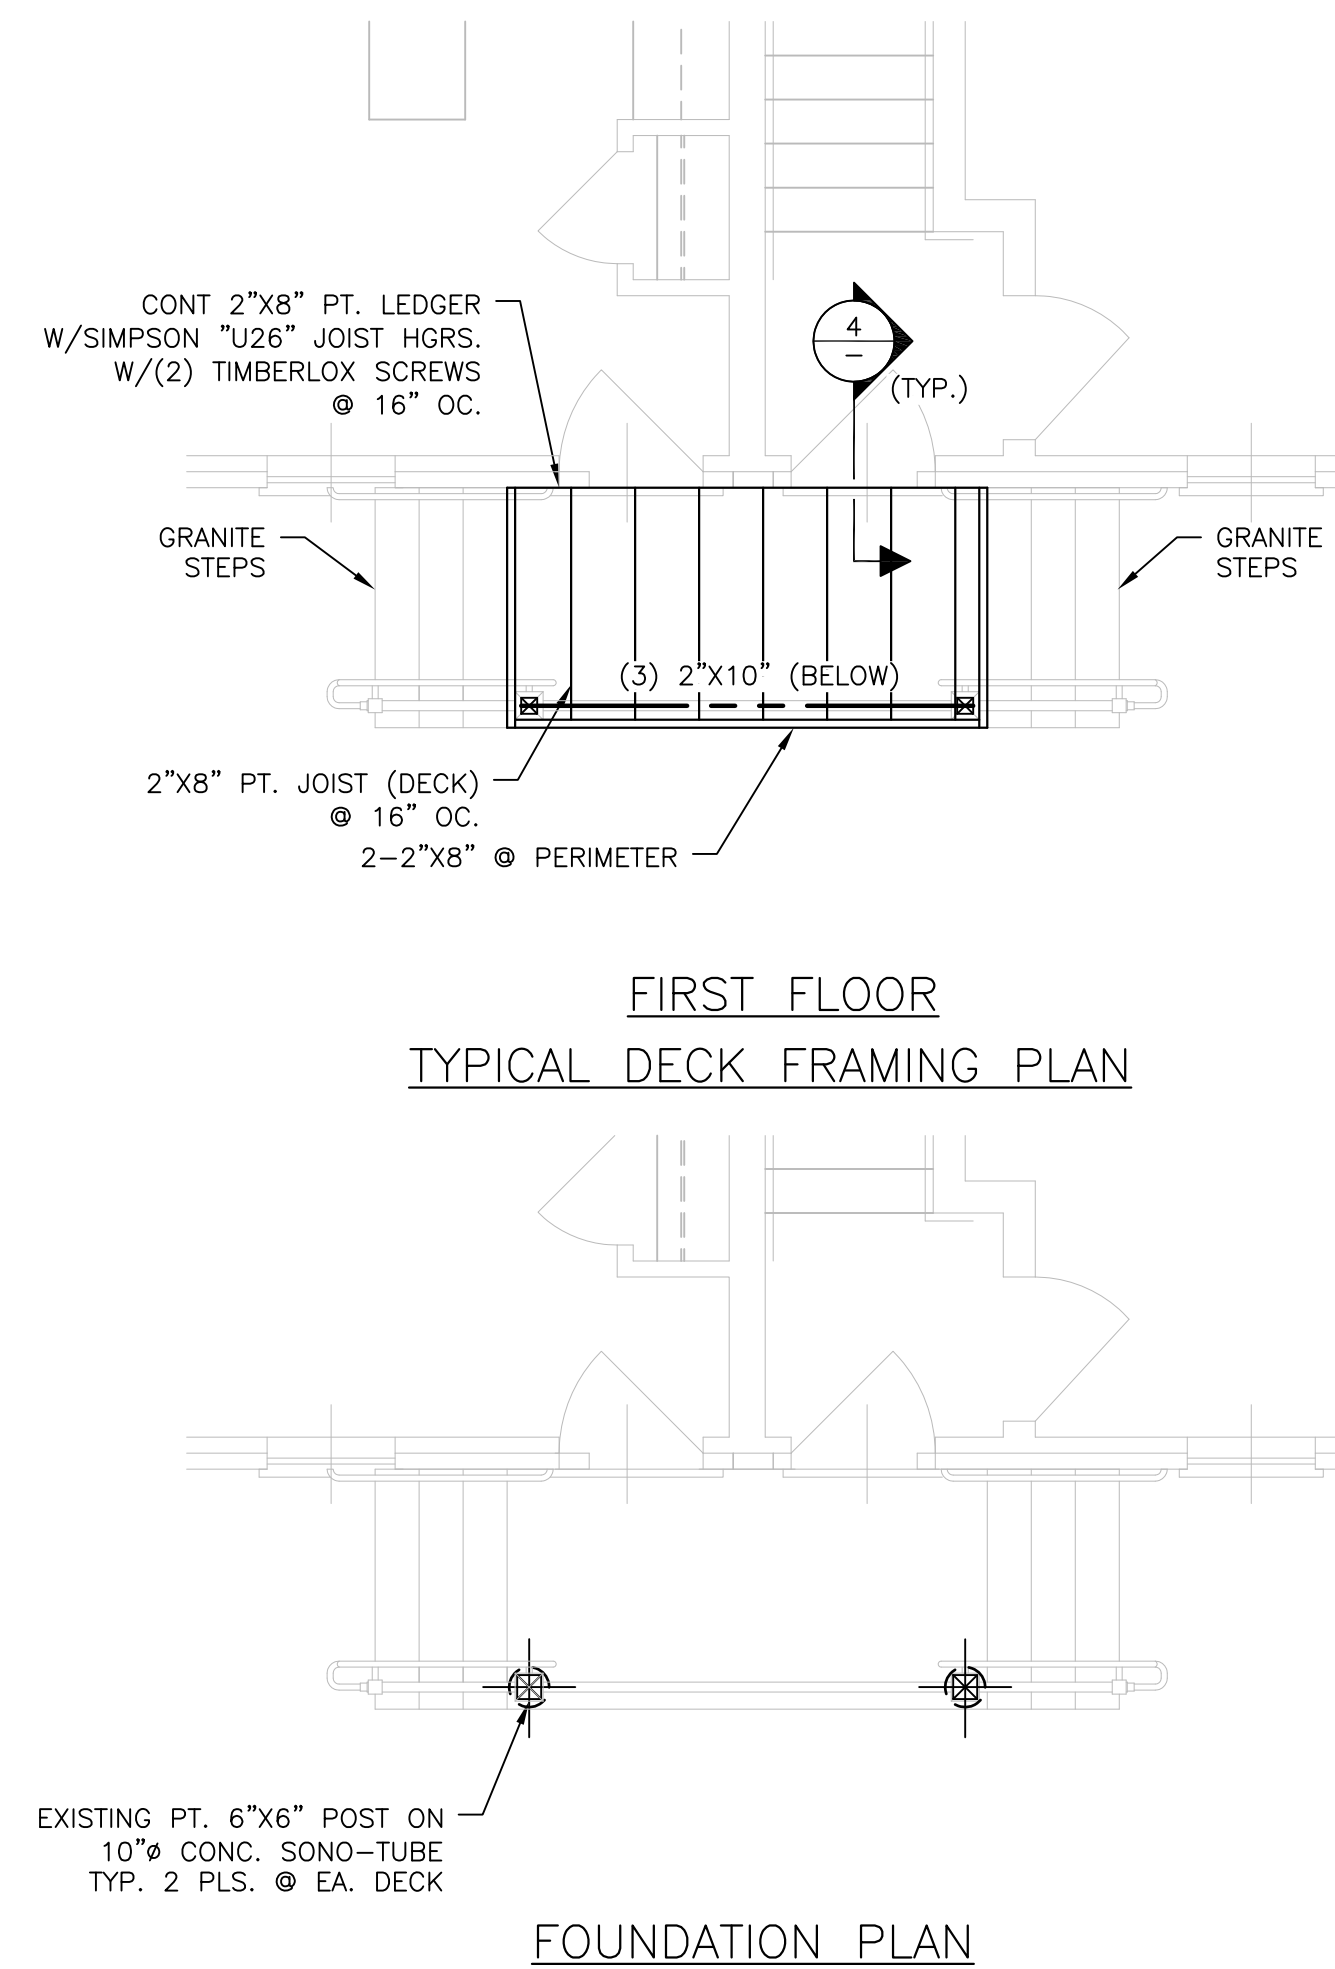 CONT 2"X8" PT. LEDGER
W/SIMPSON "U26" JOIST HGRS.
W/(2) TIMBERLOX SCREWS
@ 16" OC.
4
–
(TYP.)
GRANITE
STEPS
GRANITE
STEPS
(3) 2"X10" (BELOW)
2"X8" PT. JOIST (DECK)
@ 16" OC.
2-2"X8" @ PERIMETER
FIRST FLOOR
TYPICAL DECK FRAMING PLAN
EXISTING PT. 6"X6" POST ON
10"ø CONC. SONO-TUBE
TYP. 2 PLS. @ EA. DECK
FOUNDATION PLAN